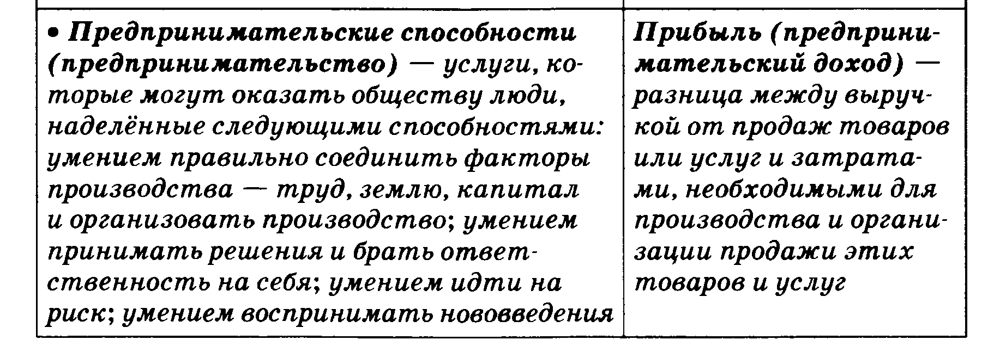 • Предпринимательские способности
(предпринимательство) — услуги, ко-
торые могут оказать обществу люди,
наделённые следующими способностями:
умением правильно соединить факторы
производства — труд, землю, капитал
и организовать производство; умением
принимать решения и брать ответ-
ственность на себя; умением идти на
риск; умением воспринимать нововведения
Прибыль (предприни-
мательский доход) —
разница между выруч-
кой от продаж товаров
или услуг и затрата-
ми, необходимыми для
производства и органи-
зации продажи этих
товаров и услуг